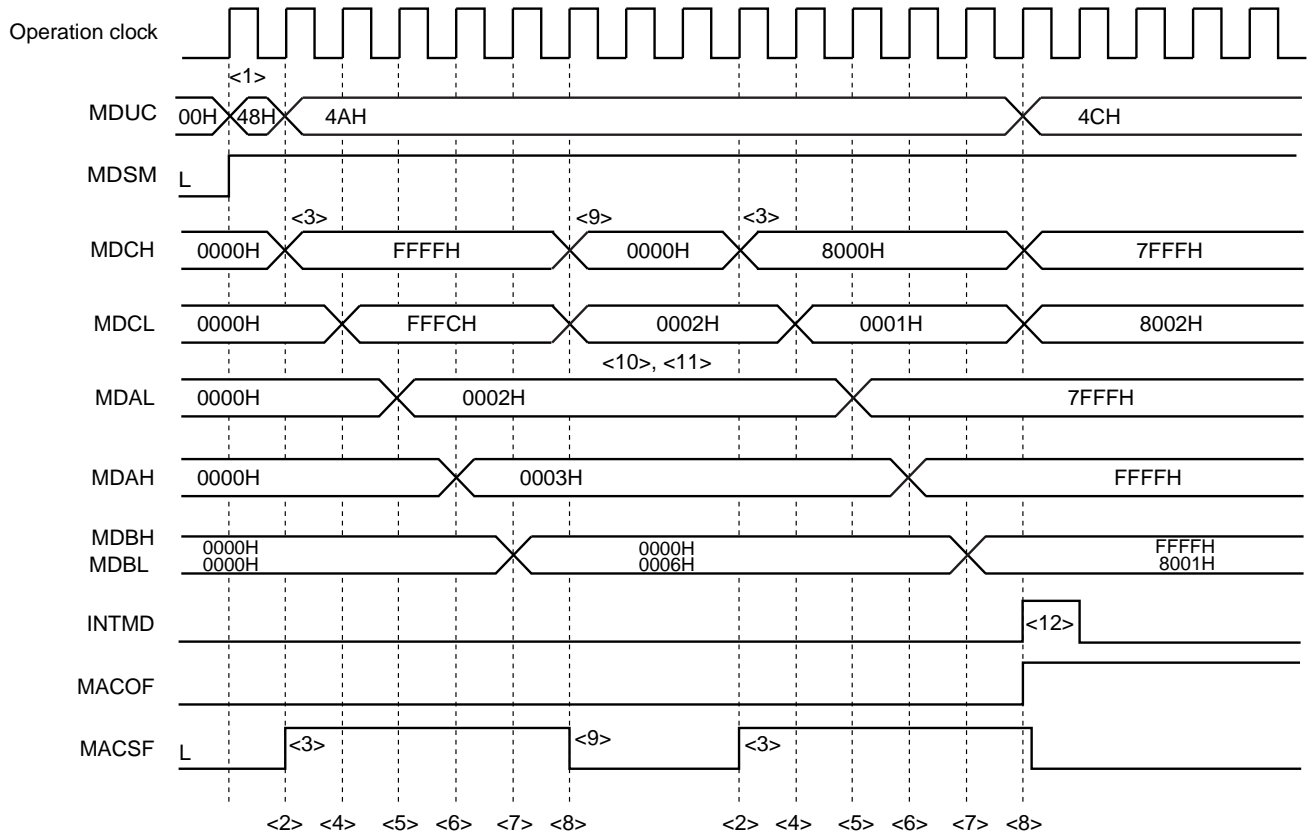 Operation clock
<1>
MDUC 00H 48H 4AH 4CH
MDSM L
<3> <9> <3>
MDCH 0000H FFFFH 0000H 8000H 7FFFH
MDCL 0000H FFFCH 0002H 0001H 8002H
<10>, <11>
MDAL 0000H 0002H 7FFFH
MDAH 0000H 0003H FFFFH
MDBH 0000H 0000H FFFFH
MDBL 0000H 0006H 8001H
INTMD <12>
MACOF
MACSF L <3> <9> <3>
<2> <4> <5> <6> <7> <8> <2> <4> <5> <6> <7> <8>